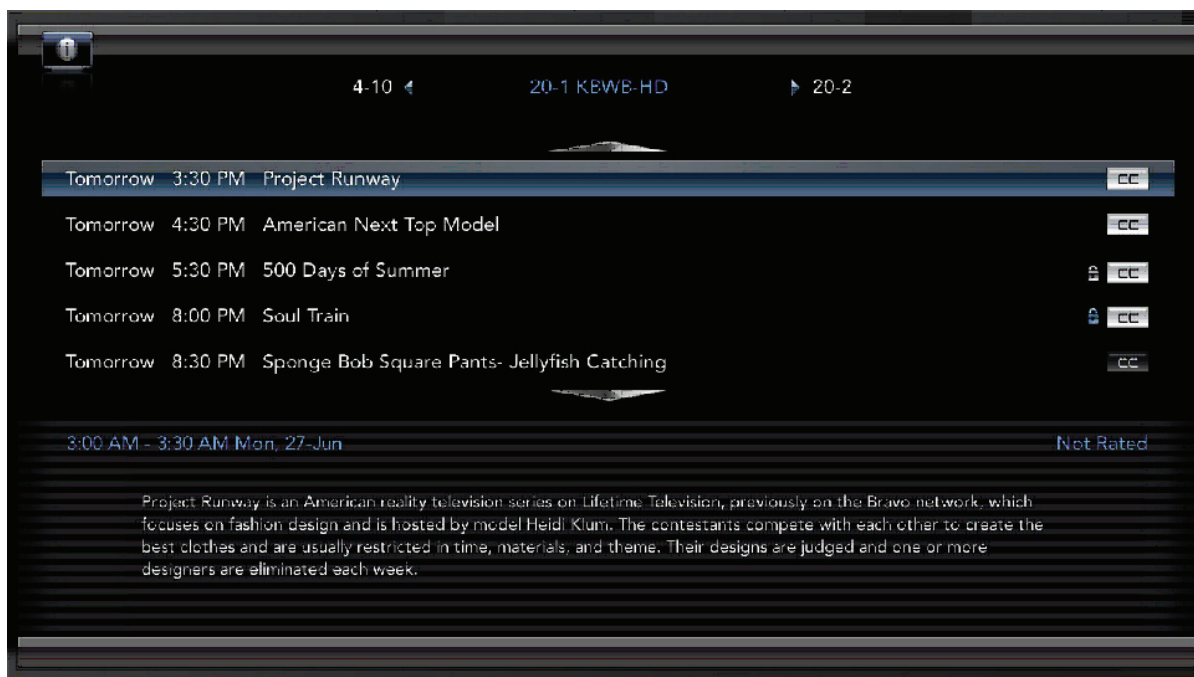 i
4-10 20-1 KBWB-HD 20-2
Tomorrow 3:30 PM Project Runway CC
Tomorrow 4:30 PM American Next Top Model CC
Tomorrow 5:30 PM 500 Days of Summer CC
Tomorrow 8:00 PM Soul Train CC
Tomorrow 8:30 PM Sponge Bob Square Pants- Jellyfish Catching CC
3:00 AM - 3:30 AM Mon, 27-Jun Not Rated
Project Runway is an American reality television series on Lifetime Television, previously on the Bravo network, which
focuses on fashion design and is hosted by model Heidi Klum. The contestants compete with each other to create the
best clothes and are usually restricted in time, materials, and theme. Their designs are judged and one or more
designers are eliminated each week.